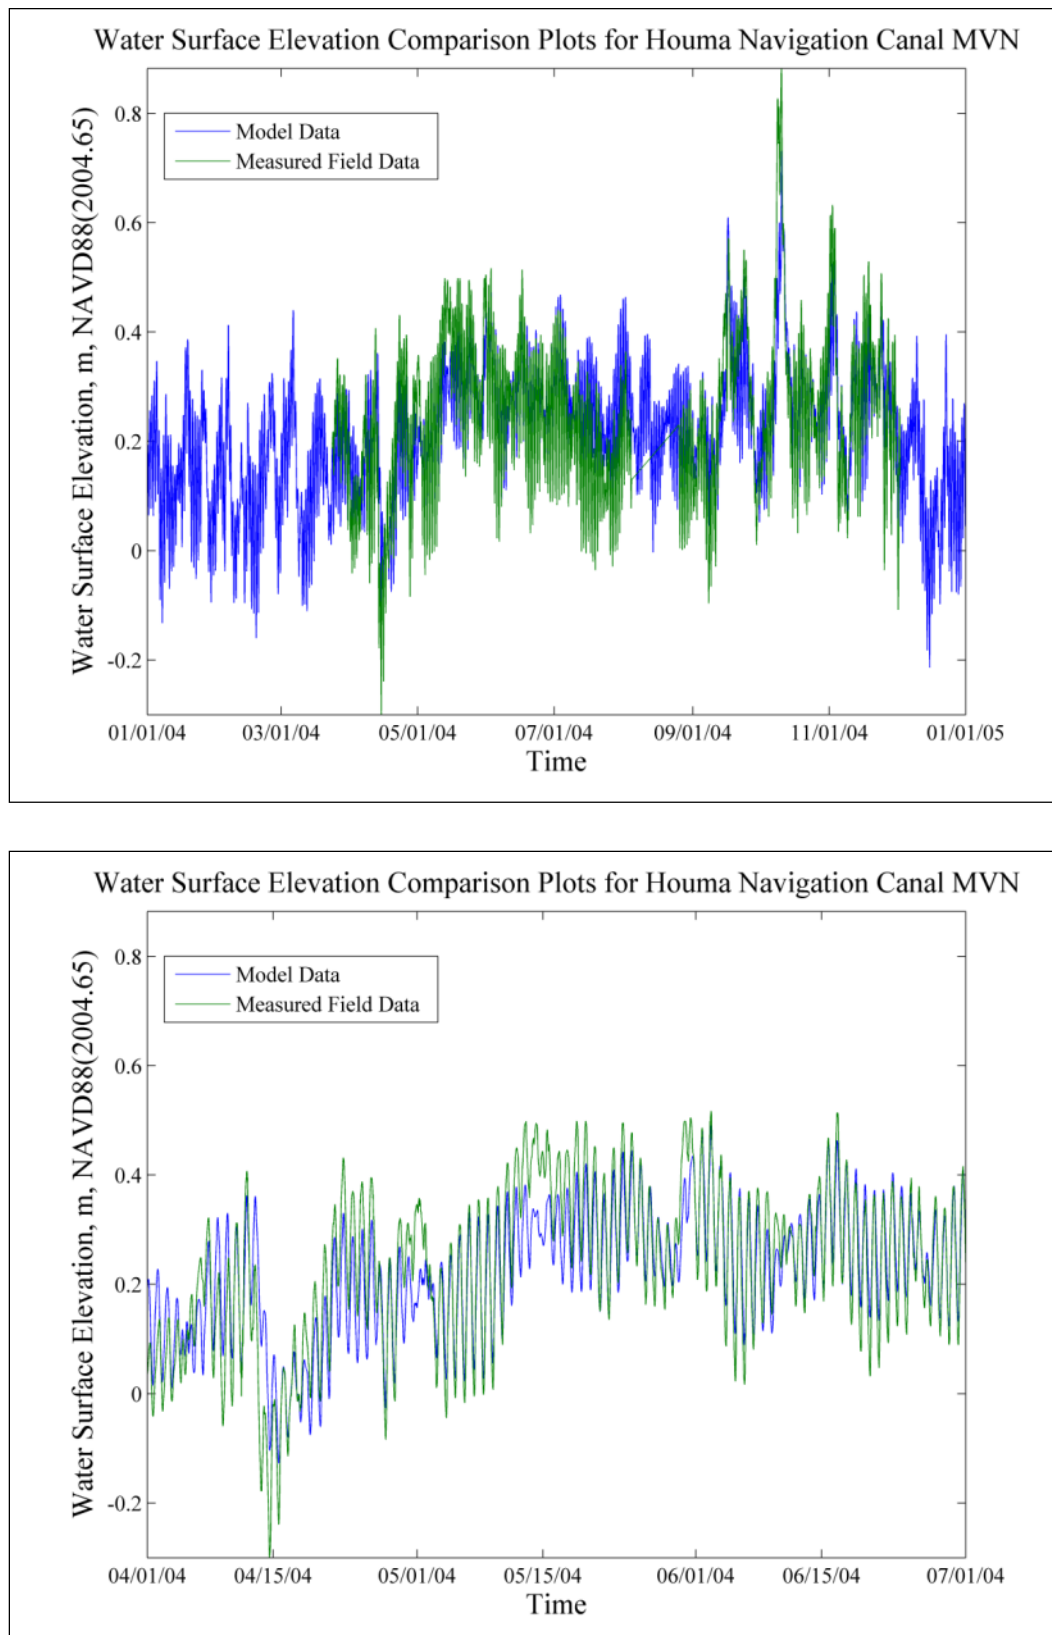 Water Surface Elevation Comparison Plots for Houma Navigation Canal MVN
Water Surface Elevation, m, NAVD88(2004.65)
0.8
0.6
0.4
0.2
0
-0.2
Model Data
Measured Field Data
01/01/04 03/01/04 05/01/04 07/01/04 09/01/04 11/01/04 01/01/05
Time
Water Surface Elevation Comparison Plots for Houma Navigation Canal MVN
Water Surface Elevation, m, NAVD88(2004.65)
0.8
0.6
0.4
0.2
0
-0.2
Model Data
Measured Field Data
04/01/04 04/15/04 05/01/04 05/15/04 06/01/04 06/15/04 07/01/04
Time